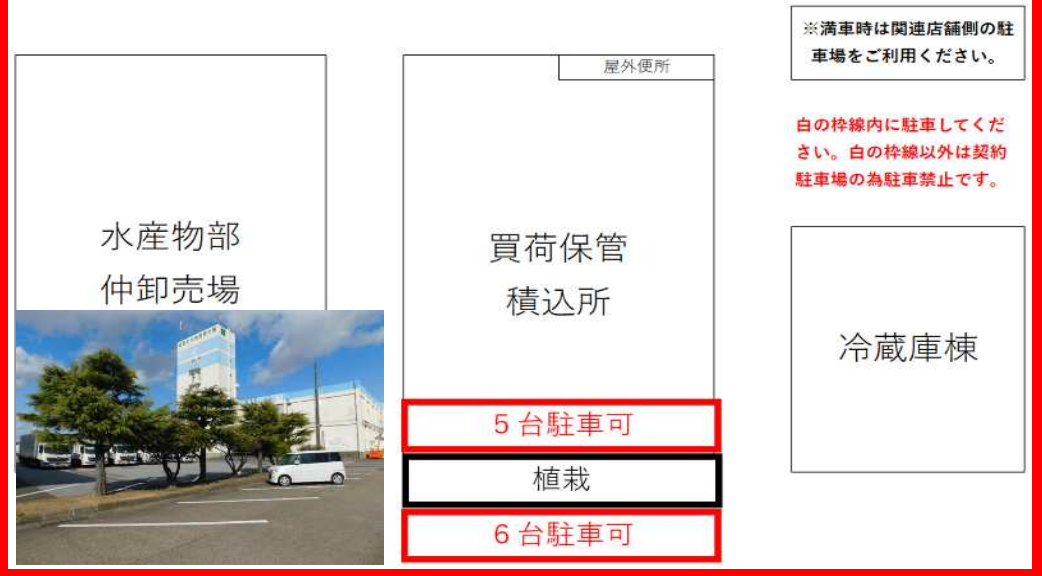 ※満車時は関連店舗側の駐
車場をご利用ください。
屋外便所
白の枠線内に駐車してくだ
さい。白の枠線以外は契約
駐車場の為駐車禁止です。
水産物部
仲卸売場
買荷保管
積込所
冷蔵庫棟
5台駐車可
植栽
6台駐車可